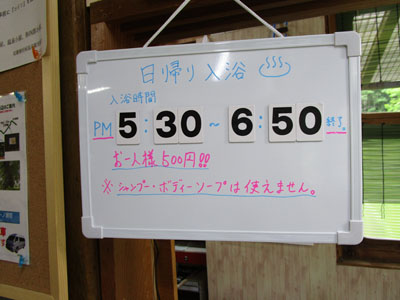 日帰り入浴
入浴時間
PM 5:30～6:50 終了。
お一人様 500円!!
※シャンプー・ボディーソープは使えません。